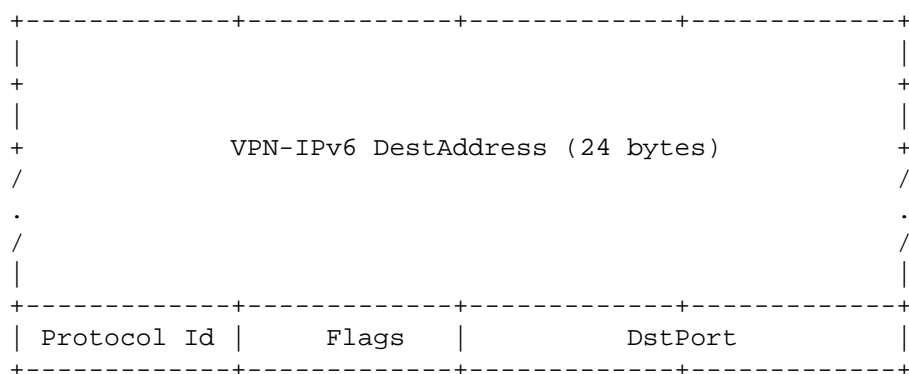 VPN-IPv6 DestAddress (24 bytes)
Protocol Id | Flags | DstPort